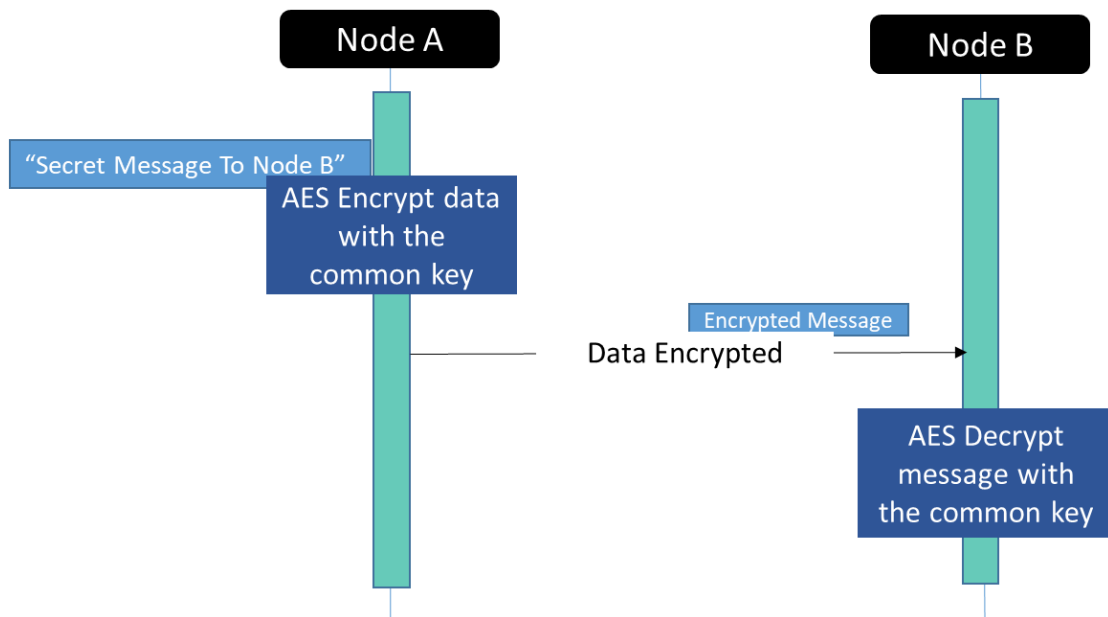 Node A
Node B
“Secret Message To Node B”
AES Encrypt data
with the
common key
Encrypted Message
Data Encrypted
AES Decrypt
message with
the common key